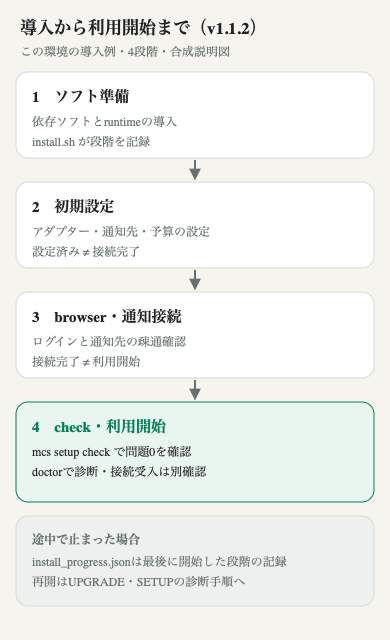 導入から利用開始まで（v1.1.2）
この環境の導入例・4段階・合成説明図
1 ソフト準備
依存ソフトとruntimeの導入
install.sh が段階を記録
2 初期設定
アダプター・通知先・予算の設定
設定済み ≠ 接続完了
3 browser・通知接続
ログインと通知先の疎通確認
接続完了 ≠ 利用開始
4 check・利用開始
mcs setup check で問題0を確認
doctorで診断・接続受入は別確認
途中で止まった場合
install_progress.jsonは最後に開始した段階の記録
再開はUPGRADE・SETUPの診断手順へ